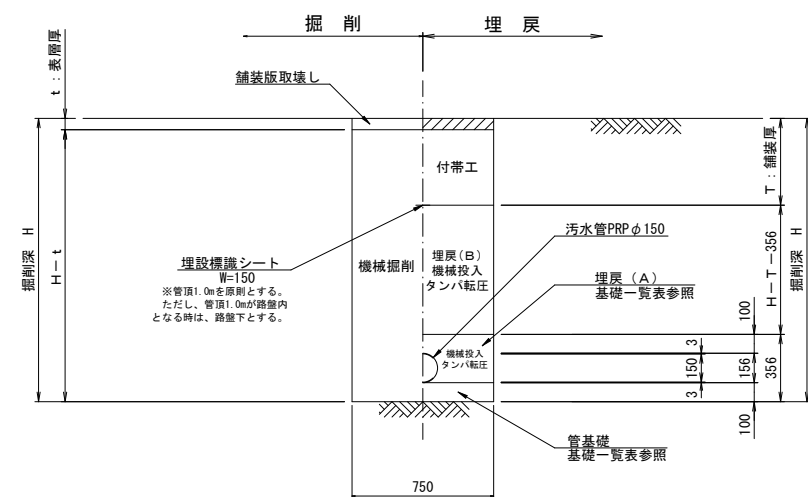 掘　削
埋　戻
t：表層厚
舗装版取壊し
付帯工
T：舗装厚
掘削深　H
H－t
埋設標識シート
W=150
※管頂1.0mを原則とする。
ただし、管頂1.0mが路盤内
となる時は、路盤下とする。
機械掘削
埋戻(B)
機械投入
タンパ転圧
汚水管PRPφ150
埋戻（A）
基礎一覧表参照
機械投入
タンパ転圧
H－T－356
掘削深　H
100
3
150
3
156
356
100
管基礎
基礎一覧表参照
750